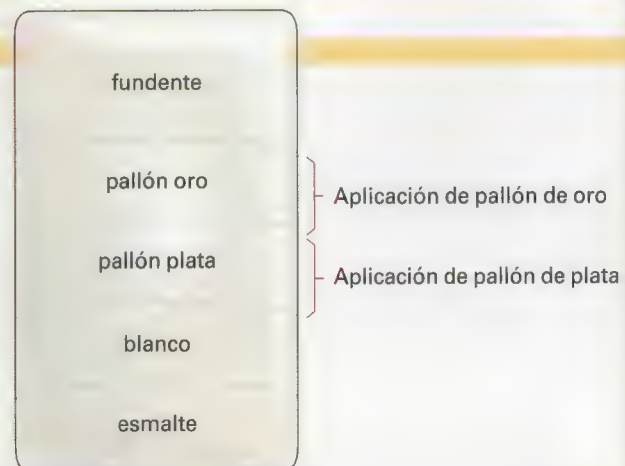 fundente
pallón oro
Aplicación de pallón de oro
pallón plata
Aplicación de pallón de plata
blanco
esmalte